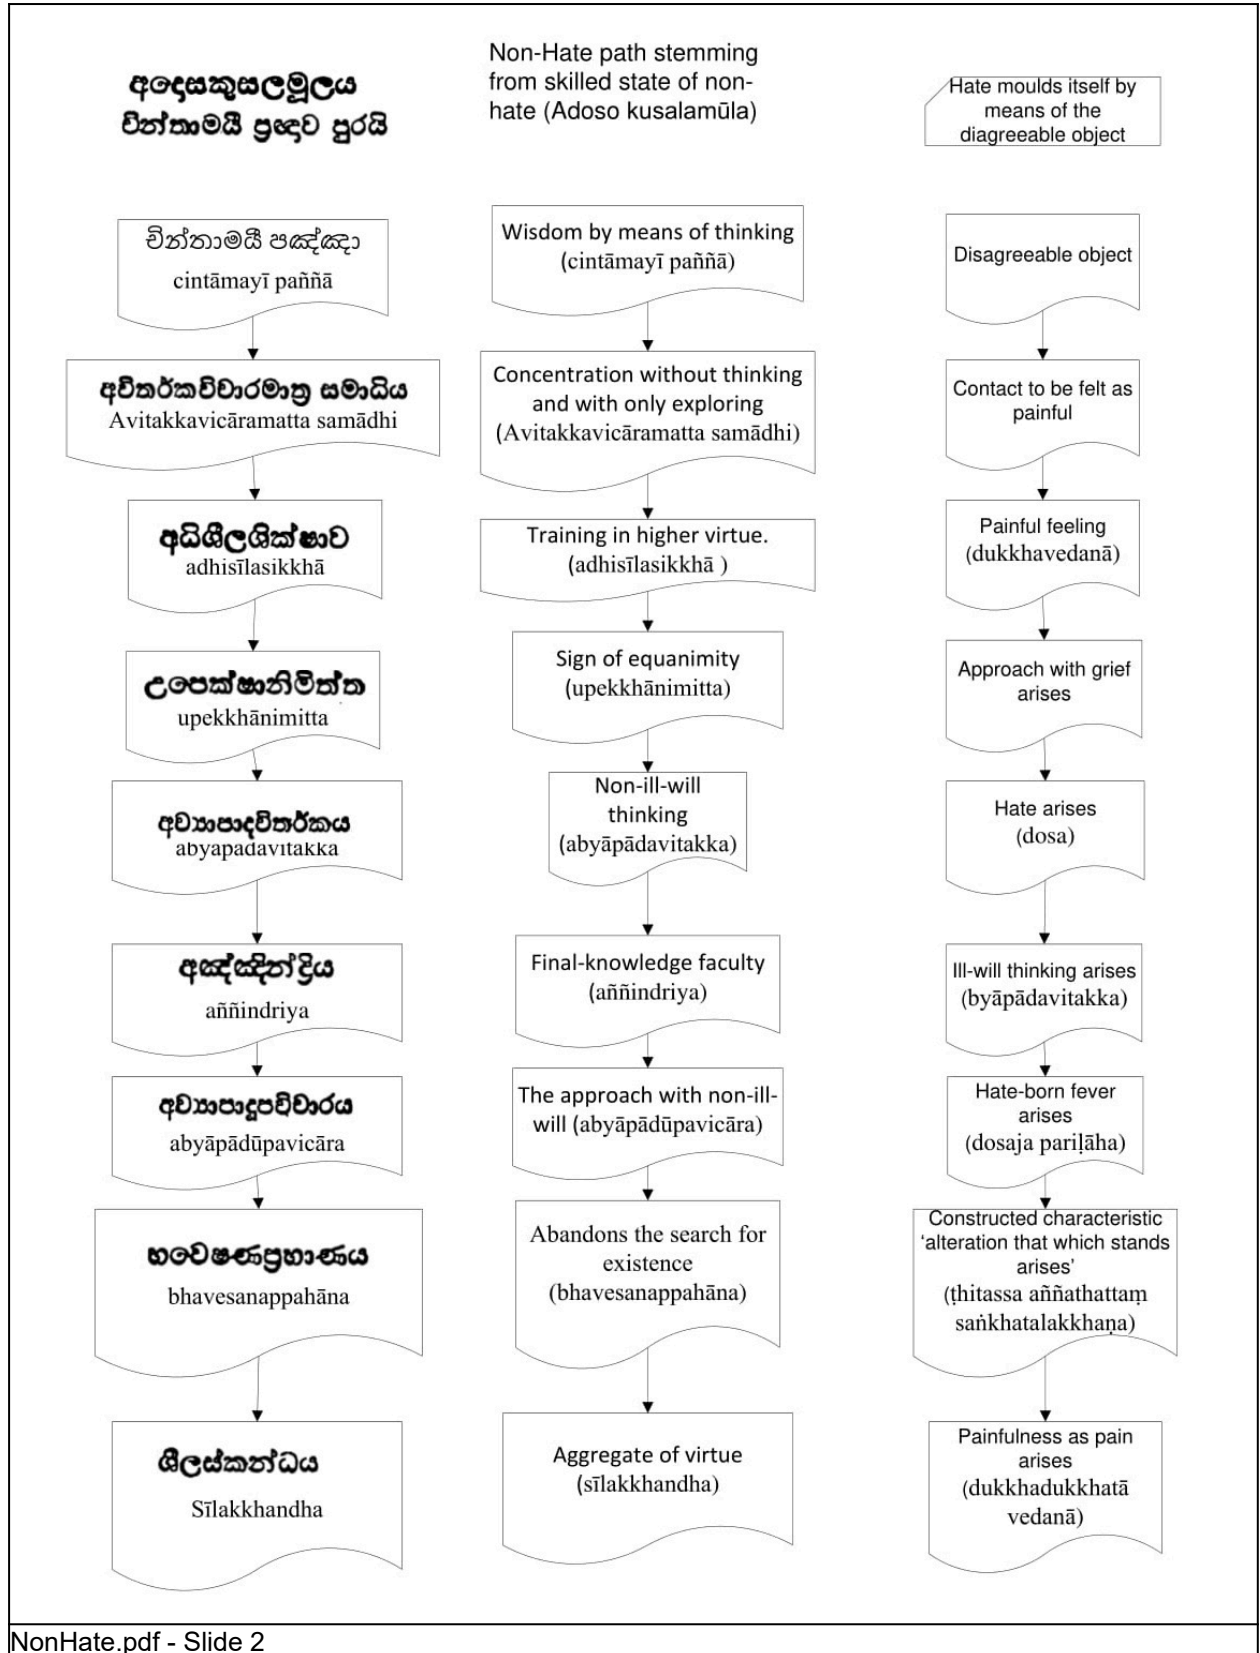 අදොසකුසලමූලය
චින්තාමයී ප්‍රඥාව පුරයි
Non-Hate path stemming
from skilled state of non-
hate (Adoso kusalamūla)
Hate moulds itself by
means of the
diagreeable object
චින්තාමයී පඤ්ඤා
cintāmayī paññā
අවිතර්කවිචාරමාත්‍ර සමාධිය
Avitakkavicāramatta samādhi
අධිශීලශික්ෂාව
adhisīlasikkhā
උපෙක්ෂානිමිත්ත
upekkhānimitta
අව්‍යාපාදවිතර්කය
abyapadavitakka
අඤ්ඤින්ද්‍රිය
aññindriya
අව්‍යාපාදූපවිචාරය
abyāpādūpavicāra
භවෙෂණප්‍රහාණය
bhavesanappahāna
ශීලස්කන්ධය
Sīlakkhandha
Wisdom by means of thinking
(cintāmayī paññā)
Concentration without thinking
and with only exploring
(Avitakkavicāramatta samādhi)
Training in higher virtue.
(adhisīlasikkhā )
Sign of equanimity
(upekkhānimitta)
Non-ill-will
thinking
(abyāpādavitakka)
Final-knowledge faculty
(aññindriya)
The approach with non-ill-
will (abyāpādūpavicāra)
Abandons the search for
existence
(bhavesanappahāna)
Aggregate of virtue
(sīlakkhandha)
Disagreeable object
Contact to be felt as
painful
Painful feeling
(dukkhavedanā)
Approach with grief
arises
Hate arises
(dosa)
Ill-will thinking arises
(byāpādavitakka)
Hate-born fever
arises
(dosaja pariḷāha)
Constructed characteristic
‘alteration that which stands
arises’
(ṭhitassa aññathattaṃ
saṅkhatalakkhaṇa)
Painfulness as pain
arises
(dukkhadukkhatā
vedanā)
NonHate.pdf - Slide 2